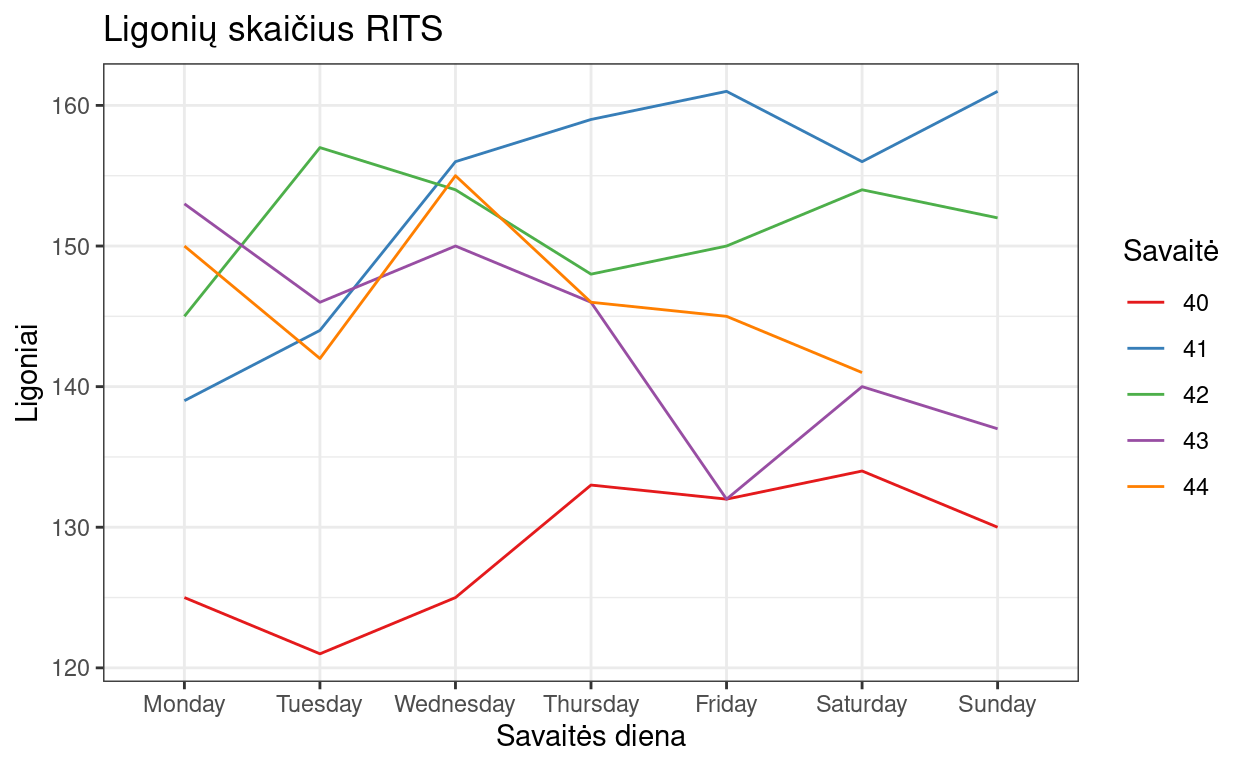 Ligonių skaičius RITS
160
150
140
130
120
Ligoniai
Monday Tuesday Wednesday Thursday Friday Saturday Sunday
Savaitės diena
Savaitė
40
41
42
43
44